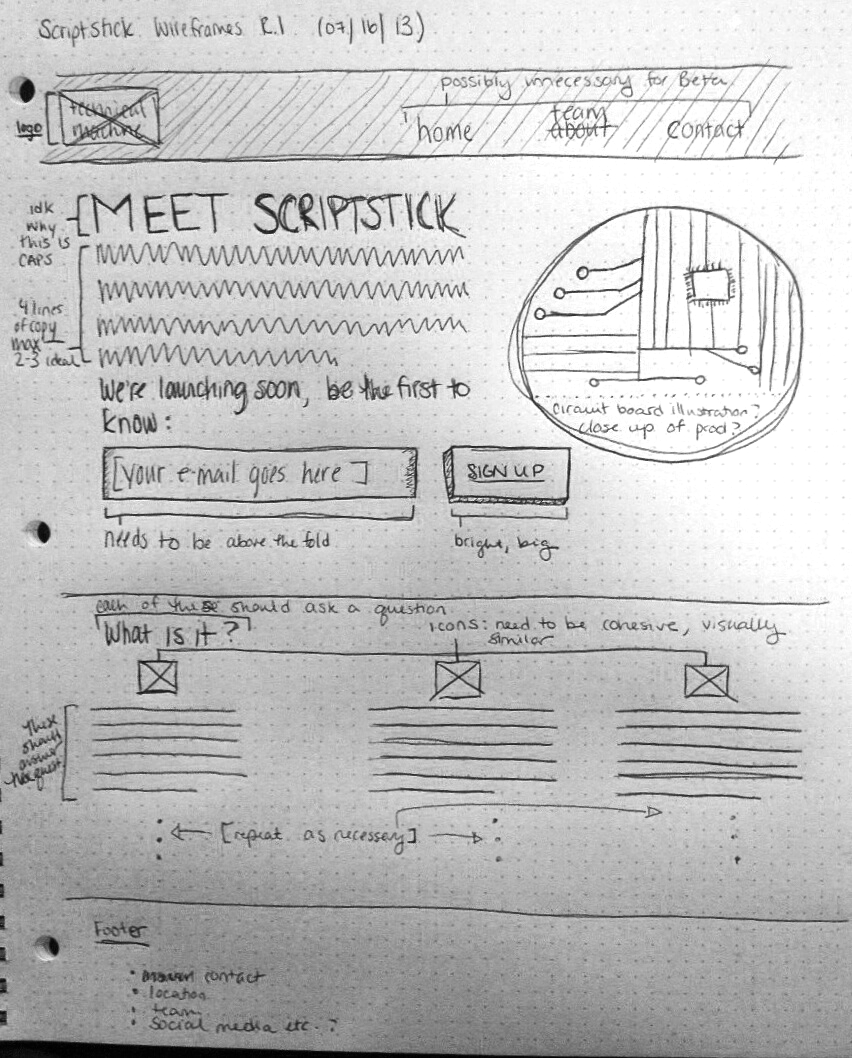 Scriptstick Wireframes R.1 (07/16/13)
possibly unnecessary for Beta
technical
machine
logo
home
team
about
contact
idk
why
this is
CAPS
MEET SCRIPTSTICK
4 lines
of copy
max
2-3 ideal
We're launching soon, be the first to
know:
circuit board illustration?
close up of prod?
[your e-mail goes here]
SIGN UP
needs to be above the fold
bright, big
each of these should ask a question
What is it?
icons: need to be cohesive, visually
similar
these
should
answer
[repeat as necessary]
Footer
contact
location
team
social media etc. ?